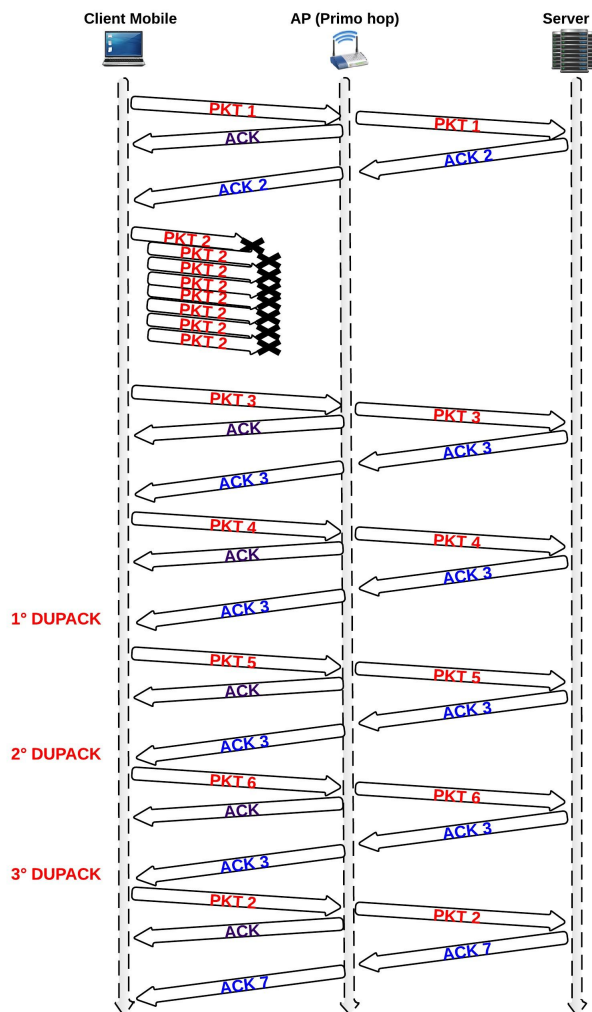 Client Mobile
AP (Primo hop)
Server
PKT 1
PKT 1
ACK
ACK 2
ACK 2
PKT 2
PKT 2
PKT 2
PKT 2
PKT 2
PKT 2
PKT 2
PKT 2
PKT 3
PKT 3
ACK
ACK 3
ACK 3
PKT 4
PKT 4
ACK
ACK 3
ACK 3
1° DUPACK
PKT 5
PKT 5
ACK
ACK 3
ACK 3
2° DUPACK
PKT 6
PKT 6
ACK
ACK 3
ACK 3
3° DUPACK
PKT 2
PKT 2
ACK
ACK 7
ACK 7